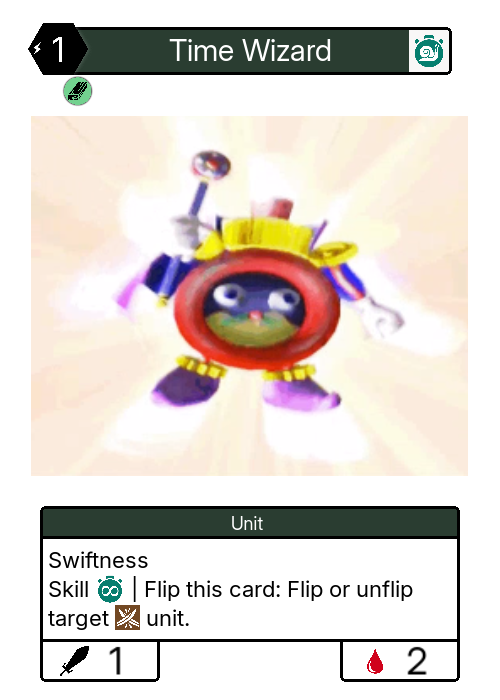 1
Time Wizard
Unit
Swiftness
Skill | Flip this card: Flip or unflip
target unit.
1
2